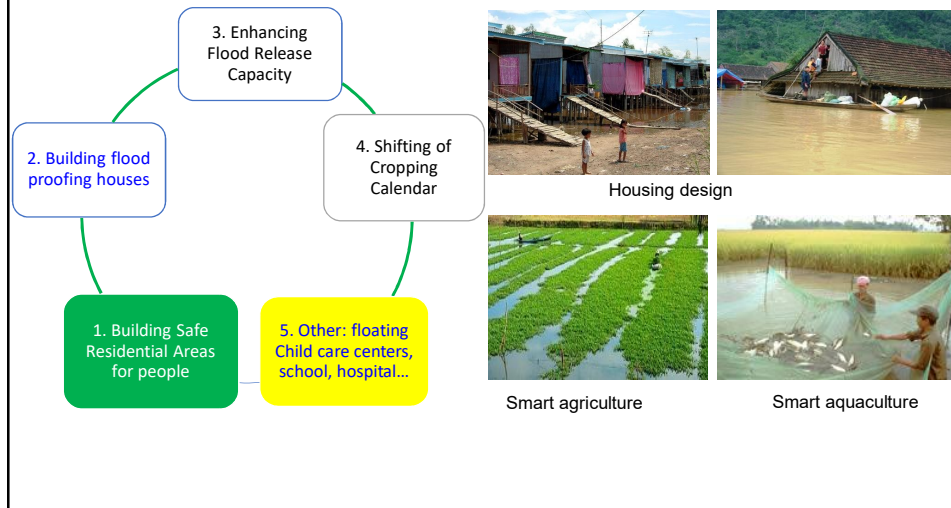 3. Enhancing
Flood Release
Capacity
2. Building flood
proofing houses
4. Shifting of
Cropping
Calendar
1. Building Safe
Residential Areas
for people
5. Other: floating
Child care centers,
school, hospital...
Housing design
Smart agriculture
Smart aquaculture